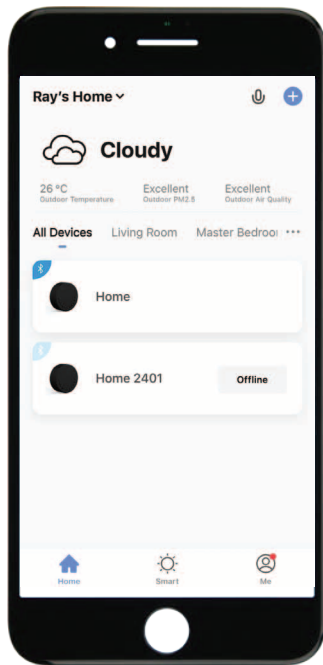 Ray's Home
Cloudy
26 °C Excellent Excellent
Outdoor Temperature Outdoor PM2.5 Outdoor Air Quality
All Devices Living Room Master Bedroo ...
Home
Home 2401 Offline
Home Smart Me